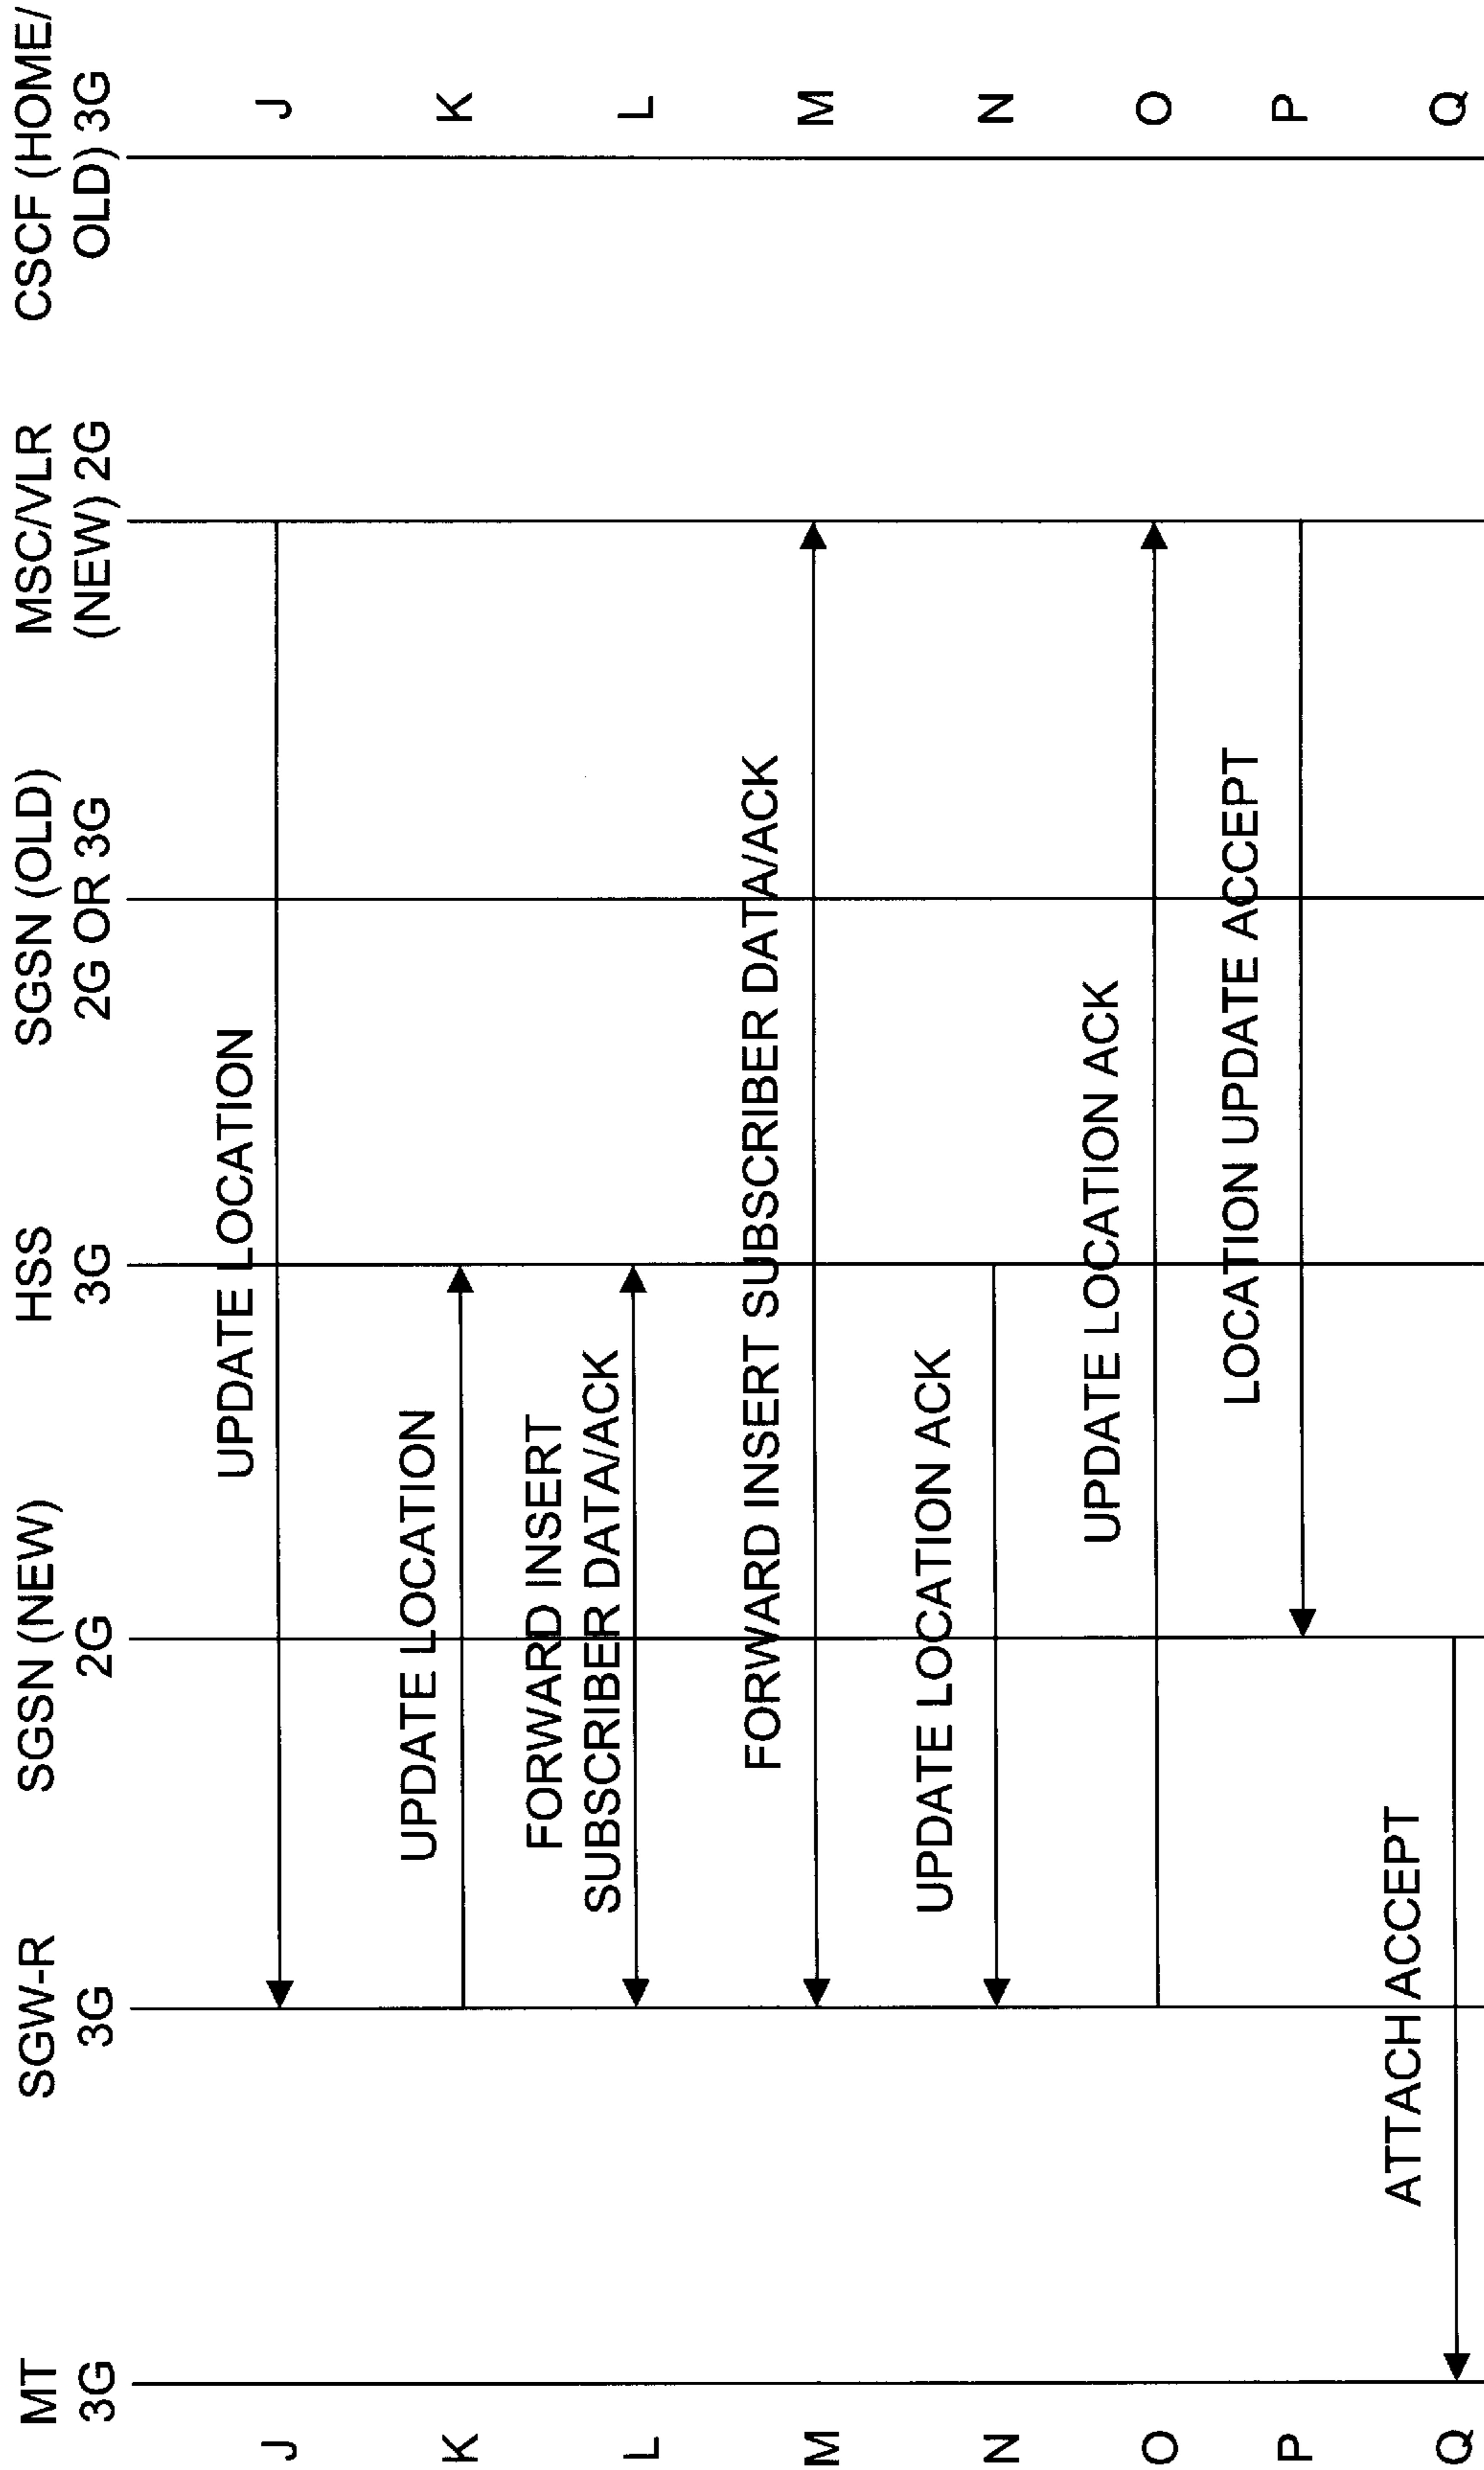 MT
3G
SGW-R
3G
SGSN (NEW)
2G
HSS
3G
SGSN (OLD)
2G OR 3G
MSC/VLR
(NEW) 2G
CSCF (HOME/
OLD) 3G
J
UPDATE LOCATION
J
K
UPDATE LOCATION
K
L
FORWARD INSERT
SUBSCRIBER DATA/ACK
L
M
FORWARD INSERT SUBSCRIBER DATA/ACK
M
N
UPDATE LOCATION ACK
N
O
UPDATE LOCATION ACK
O
P
LOCATION UPDATE ACCEPT
P
Q
ATTACH ACCEPT
Q